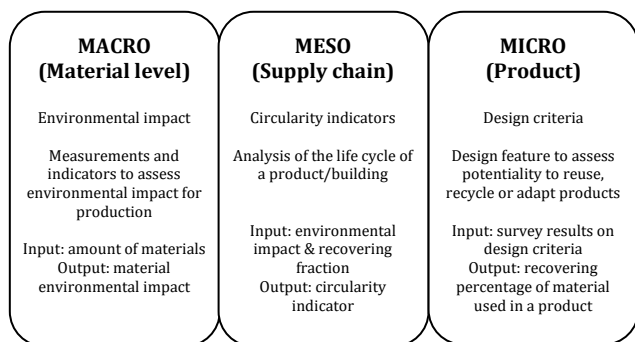 MACRO
(Material level)
Environmental impact
Measurements and
indicators to assess
environmental impact for
production
Input: amount of materials
Output: material
environmental impact
MESO
(Supply chain)
Circularity indicators
Analysis of the life cycle of
a product/building
Input: environmental
impact & recovering
fraction
Output: circularity
indicator
MICRO
(Product)
Design criteria
Design feature to assess
potentiality to reuse,
recycle or adapt products
Input: survey results on
design criteria
Output: recovering
percentage of material
used in a product